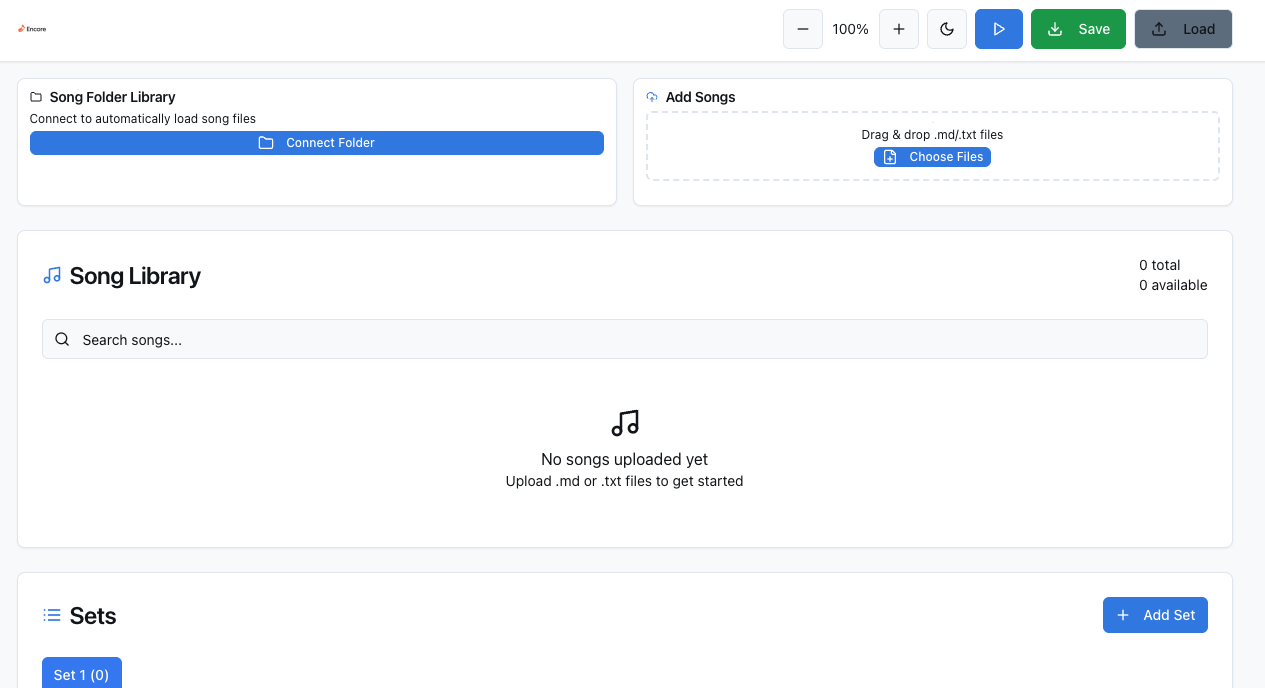 Encore
100%
Save
Load
Song Folder Library
Connect to automatically load song files
Connect Folder
Add Songs
Drag & drop .md/.txt files
Choose Files
Song Library
0 total
0 available
Search songs...
No songs uploaded yet
Upload .md or .txt files to get started
Sets
Add Set
Set 1 (0)